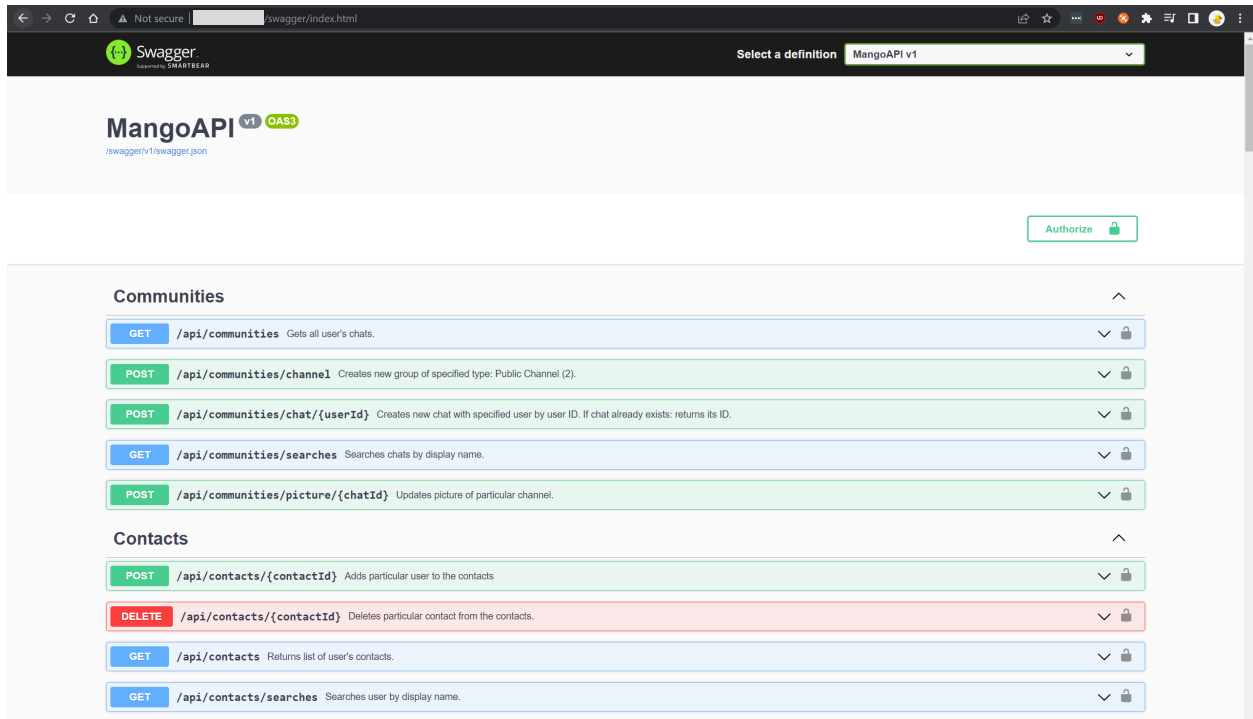 Not secure /swagger/index.html
Swagger
Supported by SMARTBEAR
Select a definition MangoAPI v1
MangoAPI v1 OAS3
/swagger/v1/swagger.json
Authorize
Communities
GET /api/communities Gets all user's chats.
POST /api/communities/channel Creates new group of specified type: Public Channel (2).
POST /api/communities/chat/{userId} Creates new chat with specified user by user ID. If chat already exists: returns its ID.
GET /api/communities/searches Searches chats by display name.
POST /api/communities/picture/{chatId} Updates picture of particular channel.
Contacts
POST /api/contacts/{contactId} Adds particular user to the contacts
DELETE /api/contacts/{contactId} Deletes particular contact from the contacts.
GET /api/contacts Returns list of user's contacts.
GET /api/contacts/searches Searches user by display name.